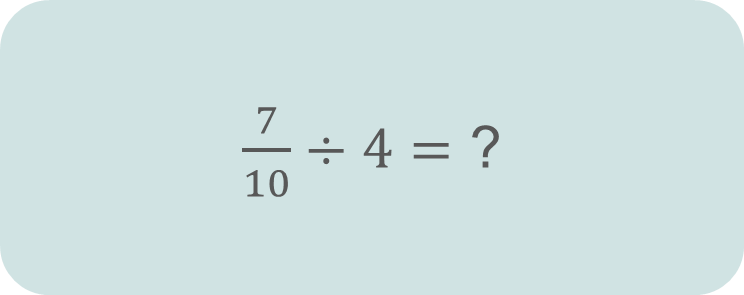 7/10 ÷ 4 = ?